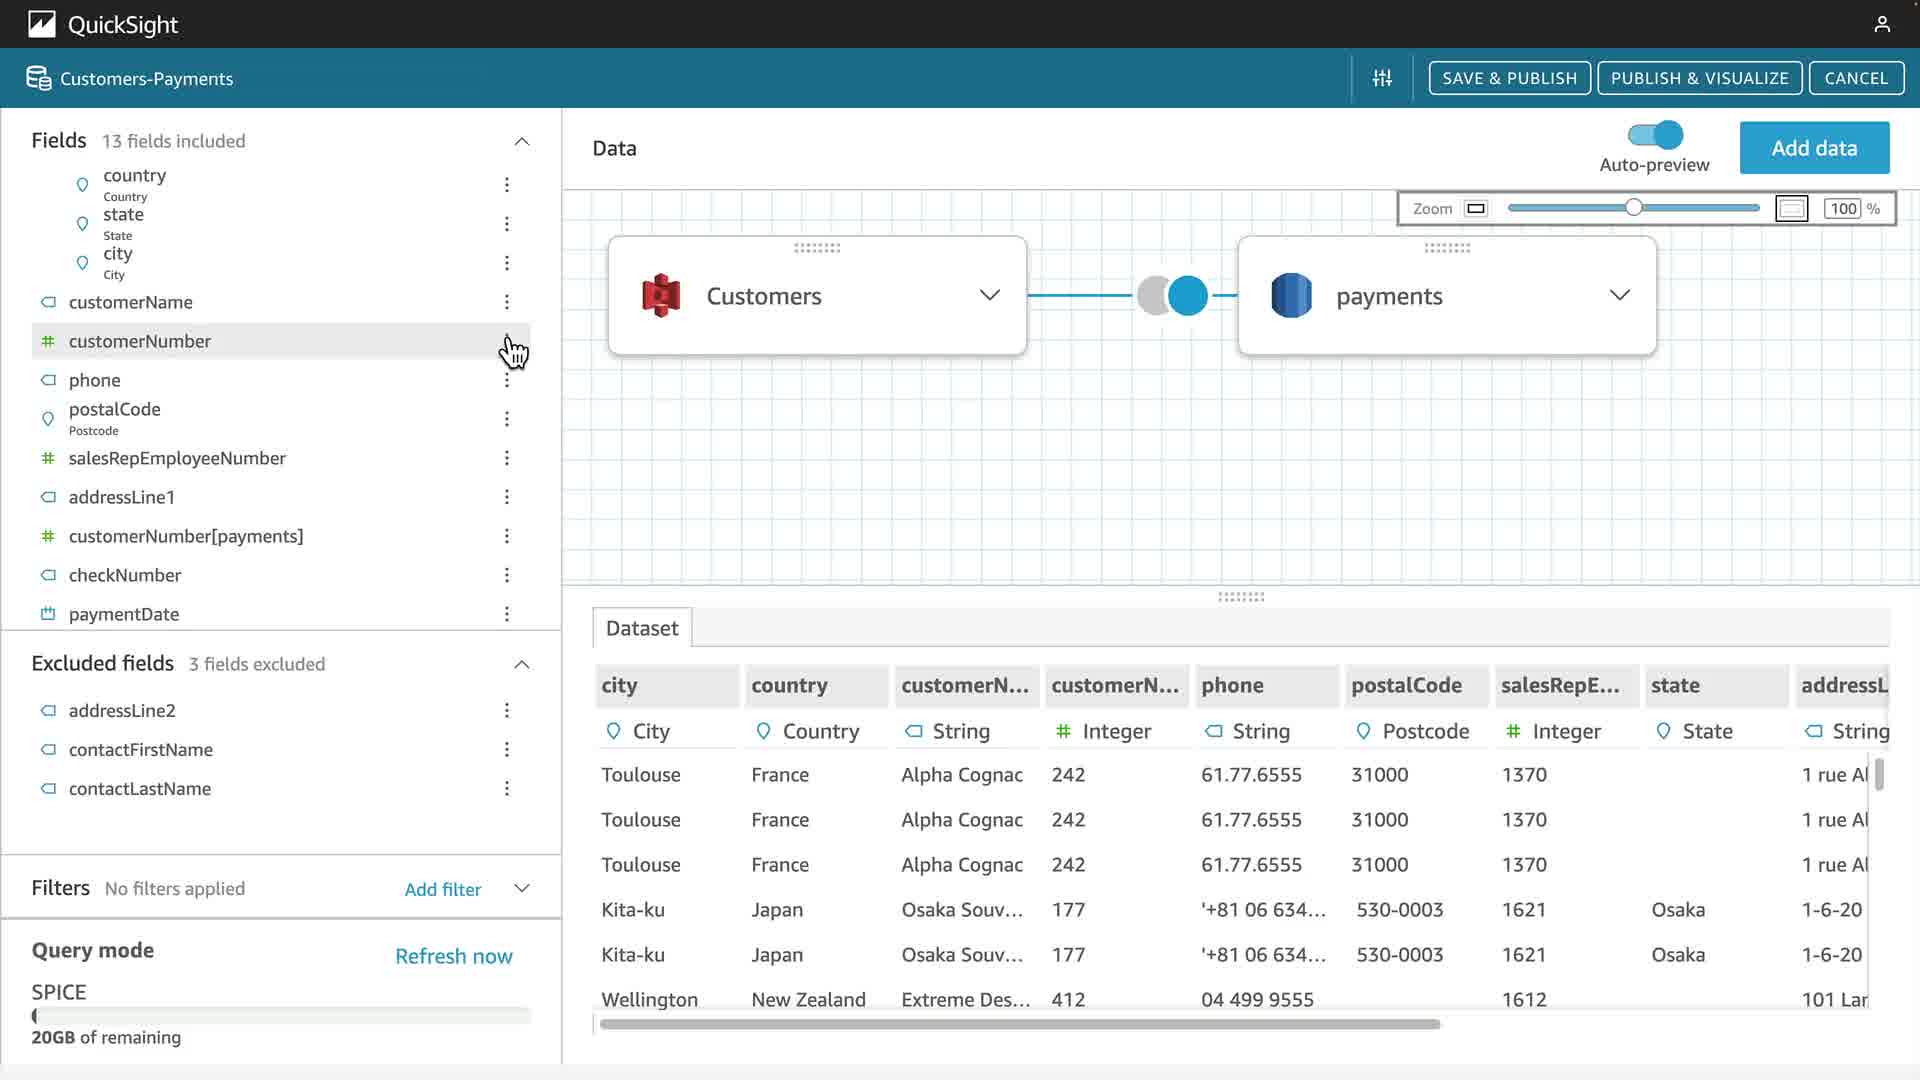 QuickSight
Customers-Payments
SAVE & PUBLISH
PUBLISH & VISUALIZE
CANCEL
Fields 13 fields included
country
Country
state
State
city
City
customerName
customerNumber
phone
postalCode
Postcode
salesRepEmployeeNumber
addressLine1
customerNumber[payments]
checkNumber
paymentDate
Excluded fields 3 fields excluded
addressLine2
contactFirstName
contactLastName
Filters No filters applied Add filter
Query mode Refresh now
SPICE
20GB of remaining
Data
Auto-preview
Add data
Zoom 100 %
Customers
payments
Dataset
city country customerN... customerN... phone postalCode salesRepE... state addressL
City Country String # Integer String Postcode # Integer State String
Toulouse France Alpha Cognac 242 61.77.6555 31000 1370 1 rue Al
Toulouse France Alpha Cognac 242 61.77.6555 31000 1370 1 rue Al
Toulouse France Alpha Cognac 242 61.77.6555 31000 1370 1 rue Al
Kita-ku Japan Osaka Souv... 177 '+81 06 634... 530-0003 1621 Osaka 1-6-20
Kita-ku Japan Osaka Souv... 177 '+81 06 634... 530-0003 1621 Osaka 1-6-20
Wellington New Zealand Extreme Des... 412 04 499 9555 1612 101 Lar